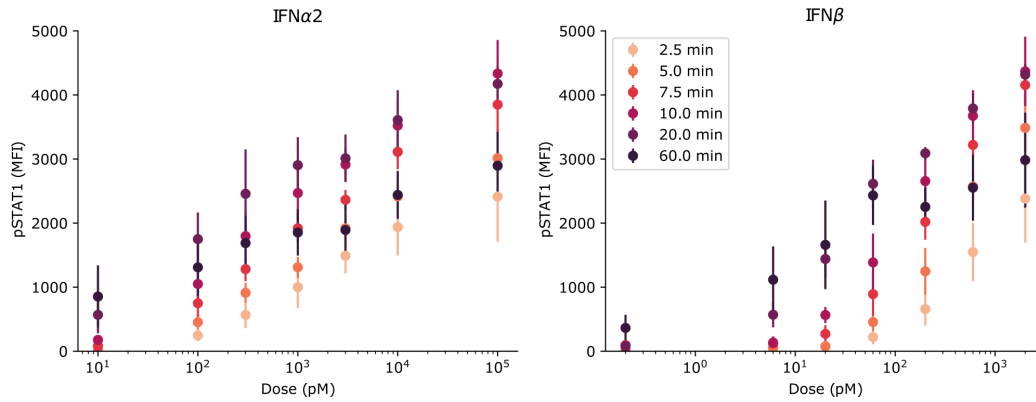 IFNα2
5000
4000
3000
2000
1000
0
pSTAT1 (MFI)
10¹
10²
10³
10⁴
10⁵
Dose (pM)
IFNβ
5000
4000
3000
2000
1000
0
pSTAT1 (MFI)
2.5 min
5.0 min
7.5 min
10.0 min
20.0 min
60.0 min
10⁰
10¹
10²
10³
Dose (pM)